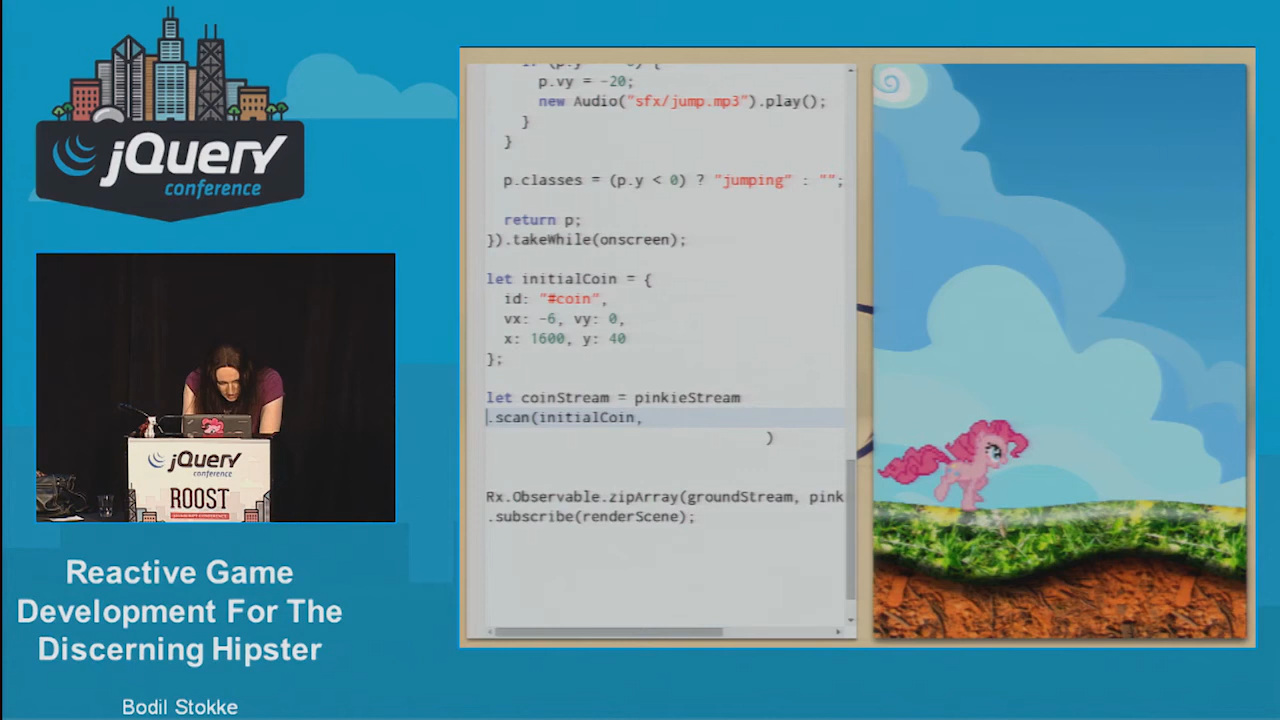 jQuery
conference
jQuery
conference
ROOST
Reactive Game
Development For The
Discerning Hipster
Bodil Stokke
p.vy = -20;
new Audio("sfx/jump.mp3").play();
}
}
p.classes = (p.y < 0) ? "jumping" : "";
return p;
}).takeWhile(onscreen);
let initialCoin = {
id: "#coin",
vx: -6, vy: 0,
x: 1600, y: 40
};
let coinStream = pinkieStream
.scan(initialCoin,
)
Rx.Observable.zipArray(groundStream, pink
.subscribe(renderScene);